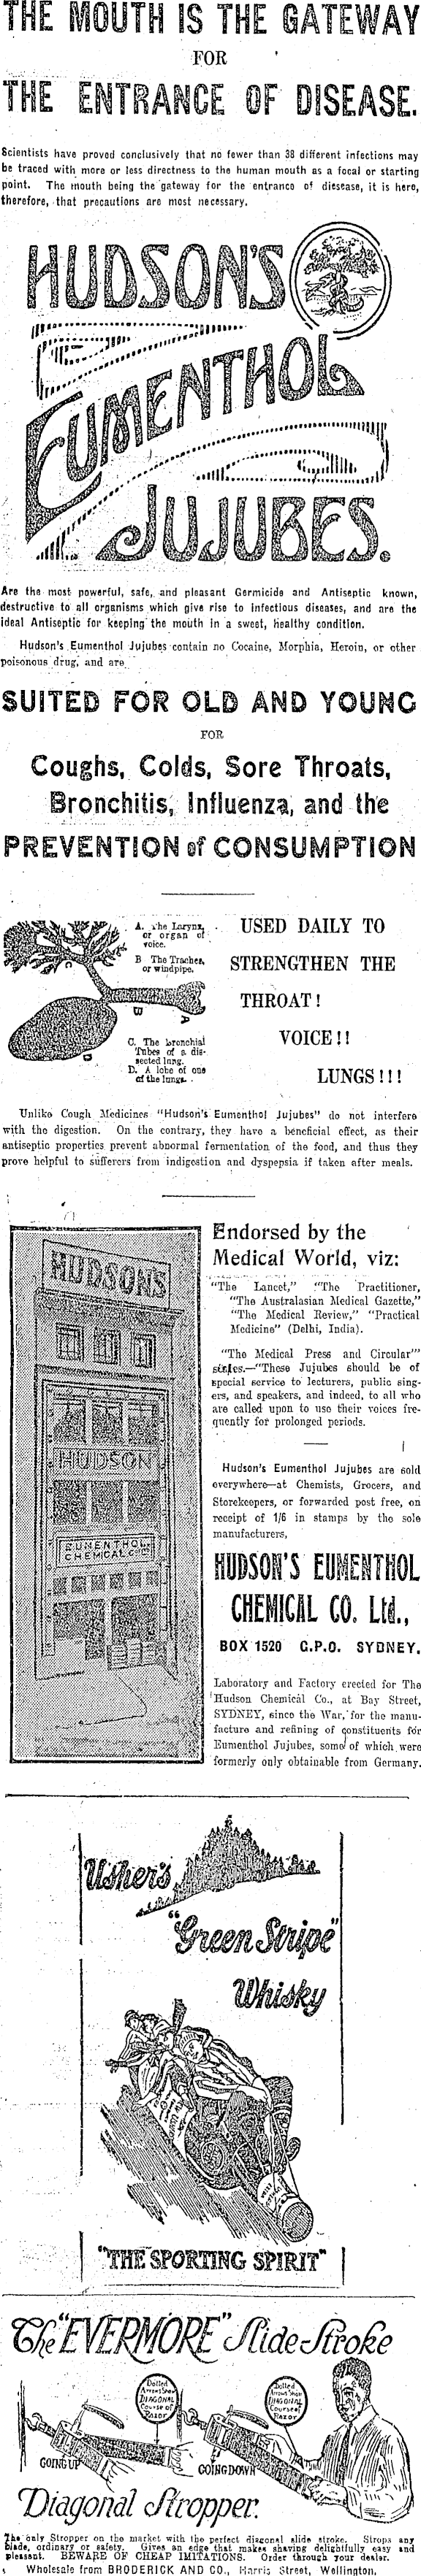 THE MOUTH IS THE GATEWAY
FOR
THE ENTRANCE OF DISEASE.
Scientists have proved conclusively that no fewer than 38 different infections may
be traced with more or less directness to the human mouth as a focal or starting
point. The mouth being the gateway for the entrance of disease, it is here,
therefore, that precautions are most necessary.
HUDSON'S
EUMENTHOL
JUJUBES.
Are the most powerful, safe, and pleasant Germicide and Antiseptic known,
destructive to all organisms which give rise to infectious diseases, and are the
ideal Antiseptic for keeping the mouth in a sweet, healthy condition.
Hudson's Eumenthol Jujubes contain no Cocaine, Morphia, Heroin, or other
poisonous drug, and are
SUITED FOR OLD AND YOUNG
FOR
Coughs, Colds, Sore Throats,
Bronchitis, Influenza, and the
PREVENTION of CONSUMPTION
A. The Larynx,
or organ of
voice.
B The Trachea,
or windpipe.
C. The bronchial
Tubes of a dis-
sected lung.
D. A lobe of one
of the lungs.
C
B
A
D
USED DAILY TO
STRENGTHEN THE
THROAT!
VOICE!!
LUNGS!!!
Unlike Cough Medicines "Hudson's Eumenthol Jujubes" do not interfere
with the digestion. On the contrary, they have a beneficial effect, as their
antiseptic properties prevent abnormal fermentation of the food, and thus they
prove helpful to sufferers from indigestion and dyspepsia if taken after meals.
HUDSONS
HUDSON
EUMENTHOL
CHEMICAL CO LTD
Endorsed by the
Medical World, viz:
"The Lancet," "The Practitioner,
"The Australasian Medical Gazette,"
"The Medical Review," "Practical
Medicine" (Delhi, India).
"The Medical Press and Circular"
states.—"These Jujubes should be of
special service to lecturers, public sing-
ers, and speakers, and indeed, to all who
are called upon to use their voices fre-
quently for prolonged periods.
Hudson's Eumenthol Jujubes are sold
everywhere—at Chemists, Grocers, and
Storekeepers, or forwarded post free, on
receipt of 1/6 in stamps by the sole
manufacturers,
HUDSON'S EUMENTHOL
CHEMICAL CO. Ltd.,
BOX 1520 G.P.O. SYDNEY.
Laboratory and Factory erected for The
Hudson Chemical Co., at Bay Street,
SYDNEY, since the War, for the manu-
facture and refining of constituents for
Eumenthol Jujubes, some of which were
formerly only obtainable from Germany.
Usher's
"Green Stripe"
Whisky
"THE SPORTING SPIRIT"
The "EVERMORE" Slide Stroke
Dotted
Arrows Show
DIAGONAL
Course of
Razor
Dotted
Arrows Show
DIAGONAL
Course of
Razor
GOING UP
GOING DOWN
Diagonal Stropper.
The only Stropper on the market with the perfect diagonal slide stroke. Strops any
blade, ordinary or safety. Gives an edge that makes shaving delightfully easy and
pleasant. BEWARE OF CHEAP IMITATIONS. Order through your dealer.
Wholesale from BRODERICK AND CO., Harris Street, Wellington.